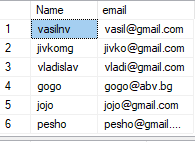 Name email
1 vasilnv vasil@gmail.com
2 jivkomg jivko@gmail.com
3 vladislav vladi@gmail.com
4 gogo gogo@abv.bg
5 jojo jojo@gmail.com
6 pesho pesho@gmail....